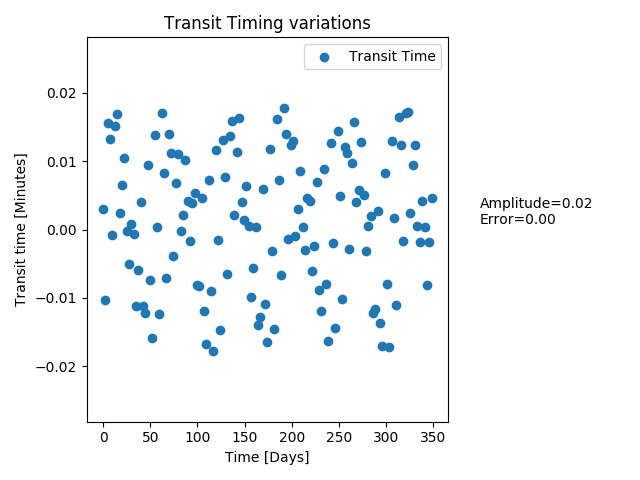 Transit Timing variations
Transit Time
0.02
0.01
0.00
−0.01
−0.02
Transit time [Minutes]
0 50 100 150 200 250 300 350
Time [Days]
Amplitude=0.02
Error=0.00